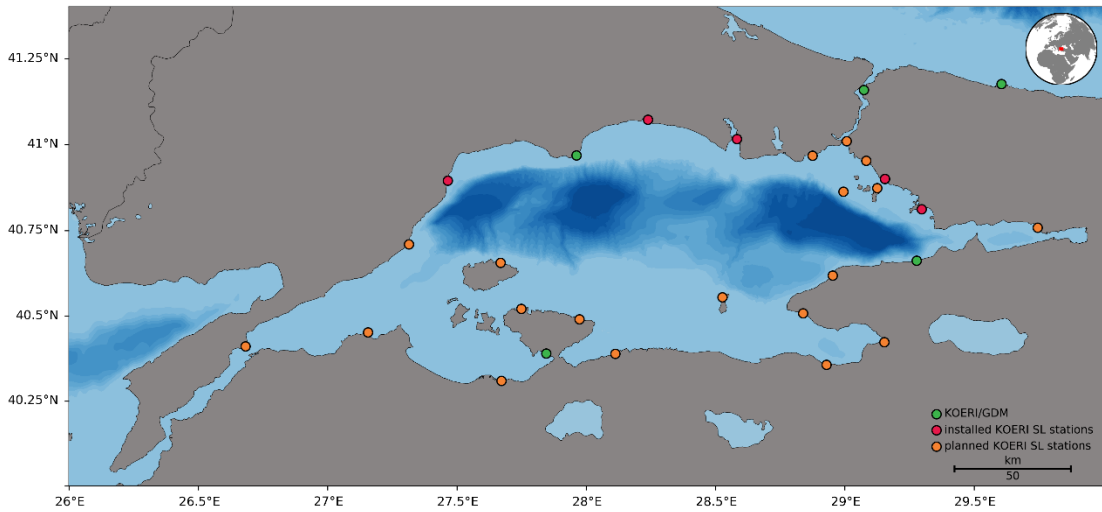 41.25°N
41°N
40.75°N
40.5°N
40.25°N
KOERI/GDM
installed KOERI SL stations
planned KOERI SL stations
km
50
26°E
26.5°E
27°E
27.5°E
28°E
28.5°E
29°E
29.5°E